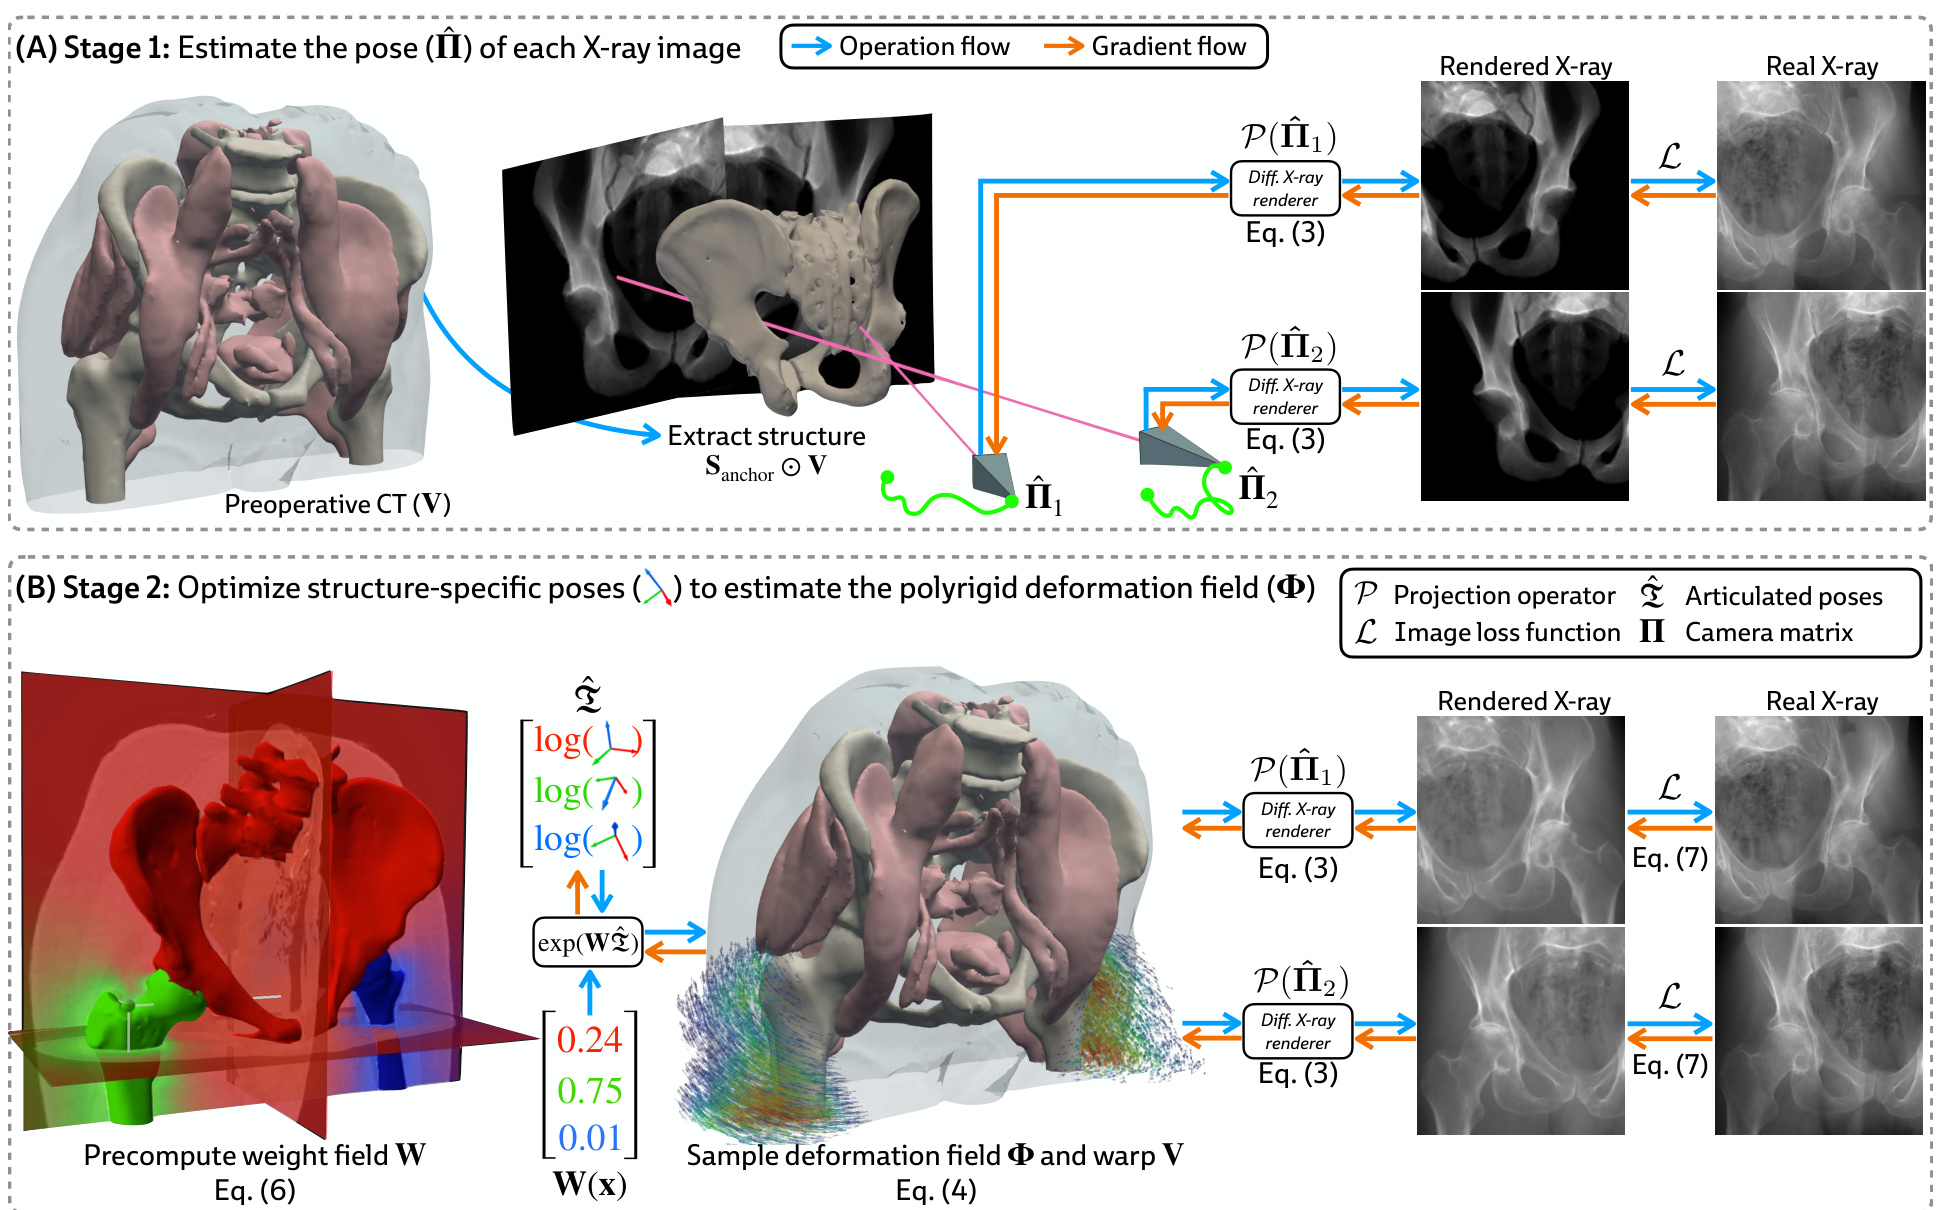 (A) Stage 1: Estimate the pose (Π̂) of each X-ray image
Operation flow
Gradient flow
Rendered X-ray
Real X-ray
𝒫(Π̂₁)
Diff. X-ray
renderer
Eq. (3)
ℒ
𝒫(Π̂₂)
Diff. X-ray
renderer
Eq. (3)
ℒ
Extract structure
S_anchor ⊙ V
Π̂₁
Π̂₂
Preoperative CT (V)
(B) Stage 2: Optimize structure-specific poses ( ) to estimate the polyrigid deformation field (Φ)
𝒫 Projection operator
𝕿̂ Articulated poses
ℒ Image loss function
Π Camera matrix
𝕿̂
log( )
log( )
log( )
exp(W𝕿̂)
0.24
0.75
0.01
W(x)
Precompute weight field W
Eq. (6)
Sample deformation field Φ and warp V
Eq. (4)
Rendered X-ray
Real X-ray
𝒫(Π̂₁)
Diff. X-ray
renderer
Eq. (3)
ℒ
Eq. (7)
𝒫(Π̂₂)
Diff. X-ray
renderer
Eq. (3)
ℒ
Eq. (7)